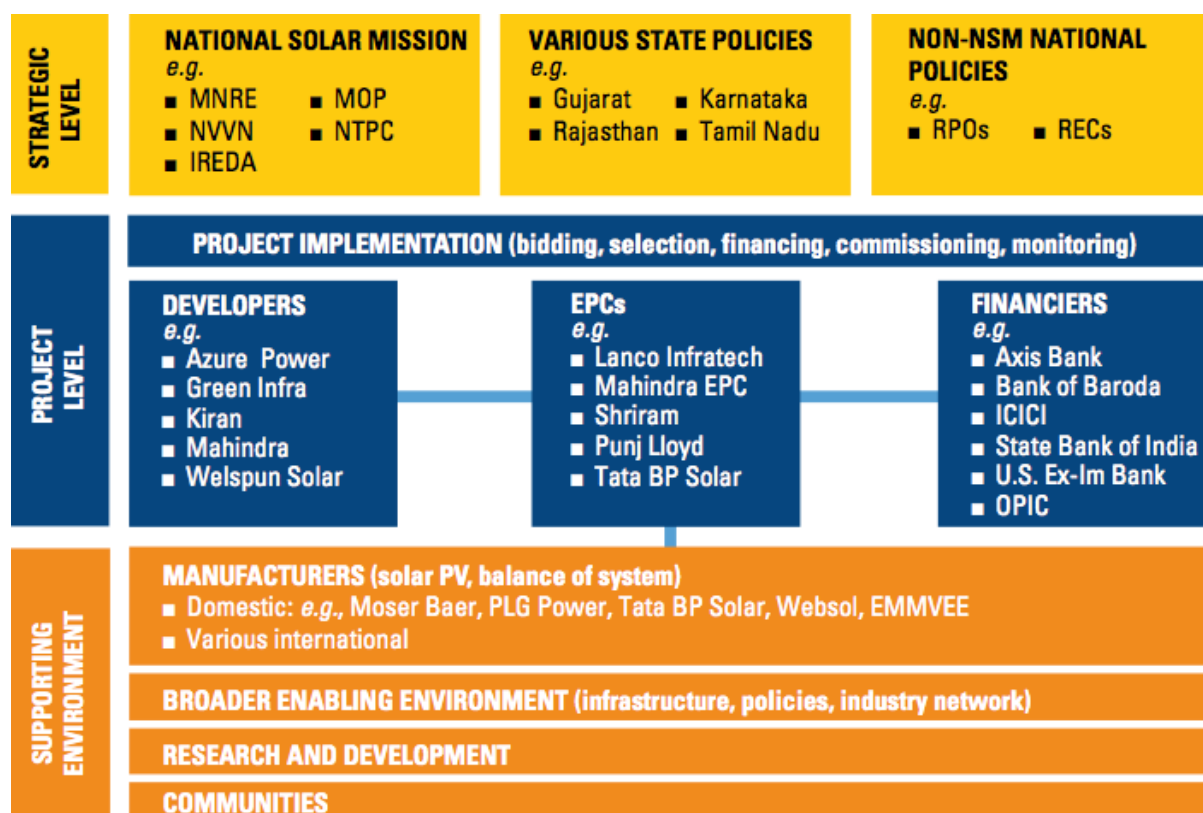 STRATEGIC
LEVEL
NATIONAL SOLAR MISSION
e.g.
■ MNRE ■ MOP
■ NVVN ■ NTPC
■ IREDA
VARIOUS STATE POLICIES
e.g.
■ Gujarat ■ Karnataka
■ Rajasthan ■ Tamil Nadu
NON-NSM NATIONAL
POLICIES
e.g.
■ RPOs ■ RECs
PROJECT
LEVEL
PROJECT IMPLEMENTATION (bidding, selection, financing, commissioning, monitoring)
DEVELOPERS
e.g.
■ Azure Power
■ Green Infra
■ Kiran
■ Mahindra
■ Welspun Solar
EPCs
e.g.
■ Lanco Infratech
■ Mahindra EPC
■ Shriram
■ Punj Lloyd
■ Tata BP Solar
FINANCIERS
e.g.
■ Axis Bank
■ Bank of Baroda
■ ICICI
■ State Bank of India
■ U.S. Ex-Im Bank
■ OPIC
SUPPORTING
ENVIRONMENT
MANUFACTURERS (solar PV, balance of system)
■ Domestic: e.g., Moser Baer, PLG Power, Tata BP Solar, Websol, EMMVEE
■ Various international
BROADER ENABLING ENVIRONMENT (infrastructure, policies, industry network)
RESEARCH AND DEVELOPMENT
COMMUNITIES